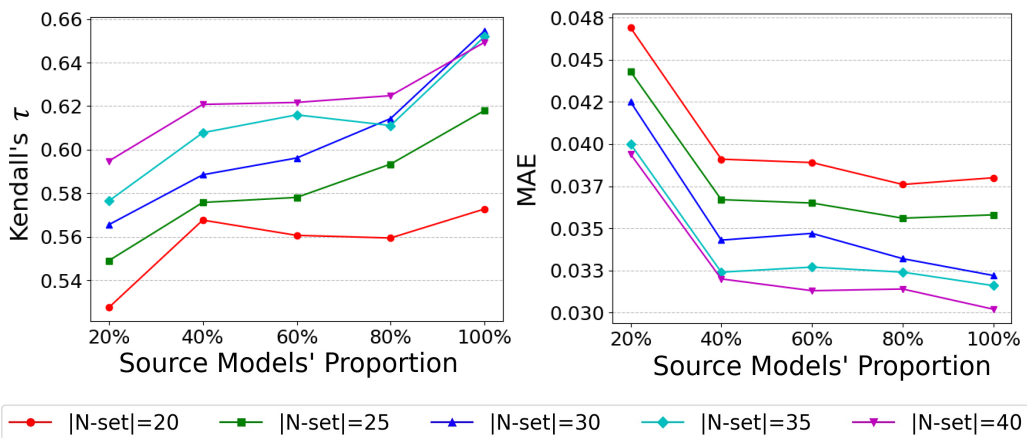 Kendall's τ
0.66
0.64
0.62
0.60
0.58
0.56
0.54
20% 40% 60% 80% 100%
Source Models' Proportion
MAE
0.048
0.045
0.042
0.040
0.037
0.035
0.033
0.030
20% 40% 60% 80% 100%
Source Models' Proportion
|N-set|=20 |N-set|=25 |N-set|=30 |N-set|=35 |N-set|=40